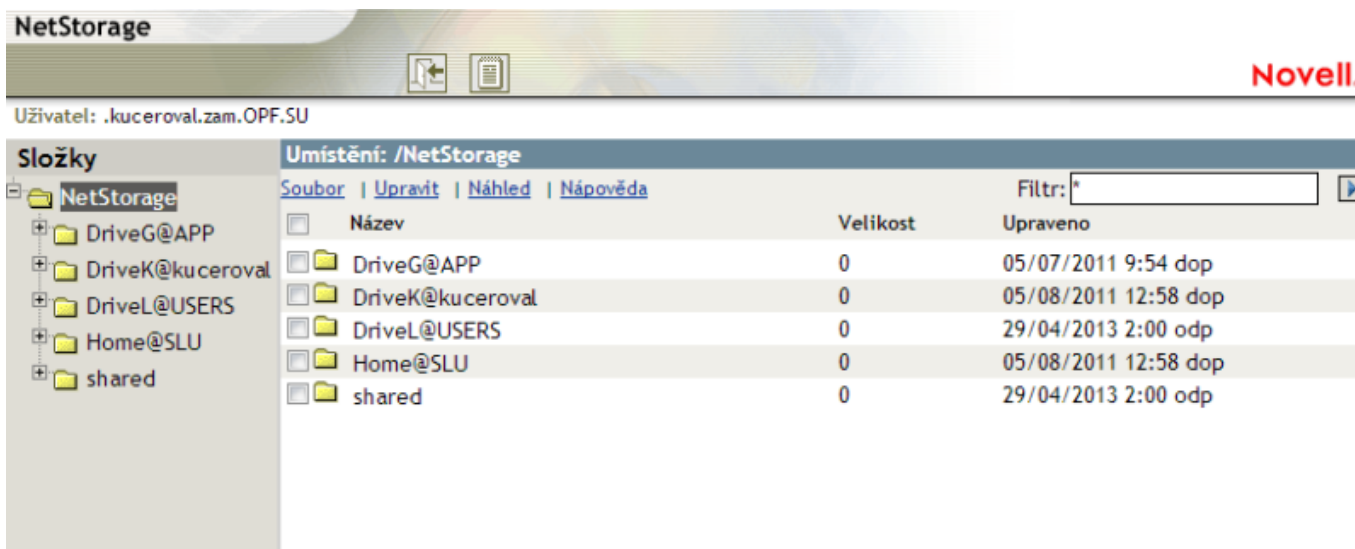 NetStorage
Novell.
Uživatel: .kuceroval.zam.OPF.SU
Složky
NetStorage
DriveG@APP
DriveK@kuceroval
DriveL@USERS
Home@SLU
shared
Umístění: /NetStorage
Soubor | Upravit | Náhled | Nápověda Filtr: *
Název Velikost Upraveno
DriveG@APP 0 05/07/2011 9:54 dop
DriveK@kuceroval 0 05/08/2011 12:58 dop
DriveL@USERS 0 29/04/2013 2:00 odp
Home@SLU 0 05/08/2011 12:58 dop
shared 0 29/04/2013 2:00 odp